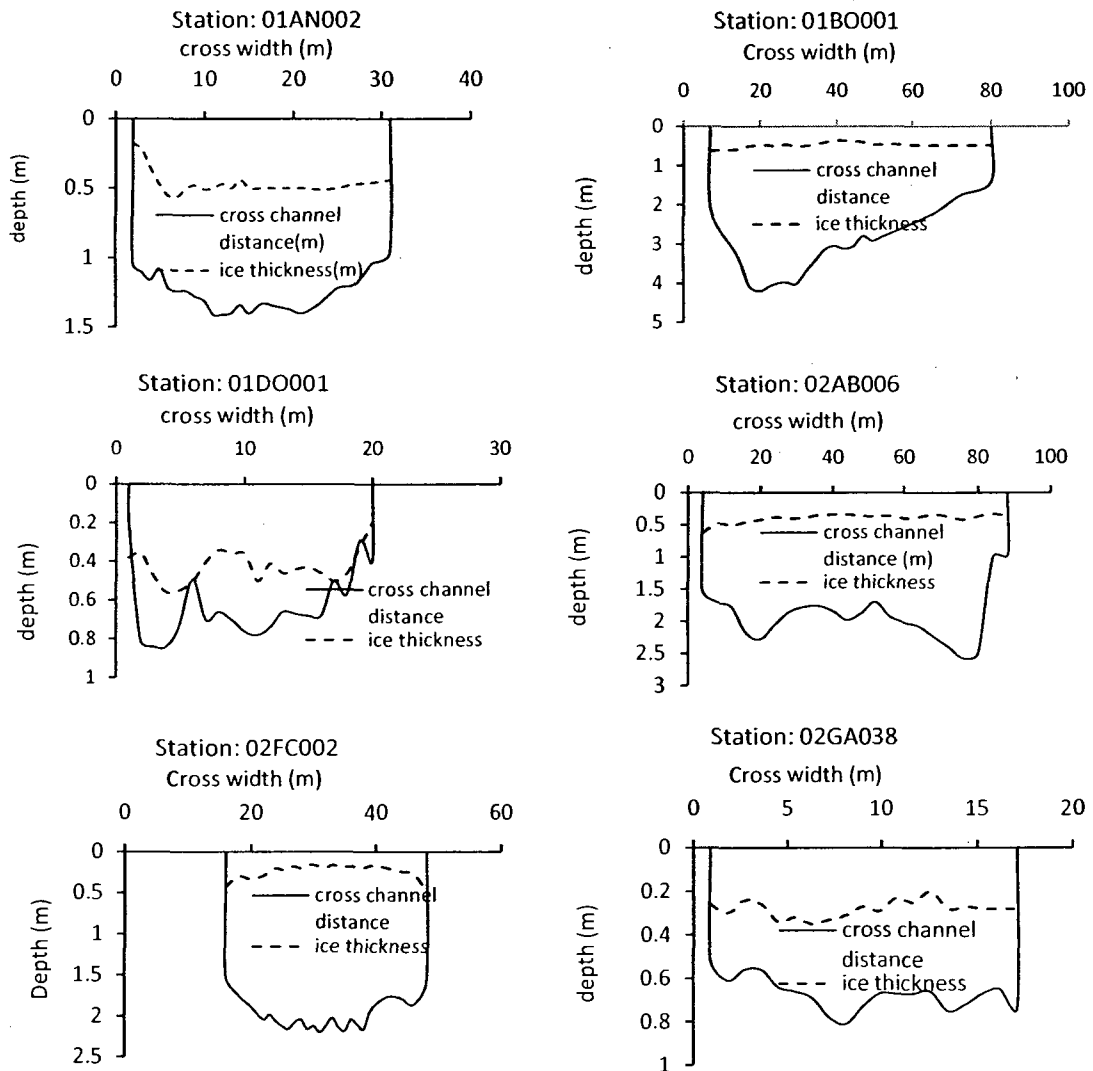 Station: 01AN002
cross width (m)
0 10 20 30 40
0
0.5
1
1.5
depth (m)
cross channel
distance(m)
ice thickness(m)
Station: 01BO001
Cross width (m)
0 20 40 60 80 100
0
1
2
3
4
5
depth (m)
cross channel
distance
ice thickness
Station: 01DO001
cross width (m)
0 10 20 30
0
0.2
0.4
0.6
0.8
1
depth (m)
cross channel
distance
ice thickness
Station: 02AB006
cross width (m)
0 20 40 60 80 100
0
0.5
1
1.5
2
2.5
3
depth (m)
cross channel
distance (m)
ice thickness
Station: 02FC002
Cross width (m)
0 20 40 60
0
0.5
1
1.5
2
2.5
Depth (m)
cross channel
distance
ice thickness
Station: 02GA038
Cross width (m)
0 5 10 15 20
0
0.2
0.4
0.6
0.8
1
depth (m)
cross channel
distance
ice thickness